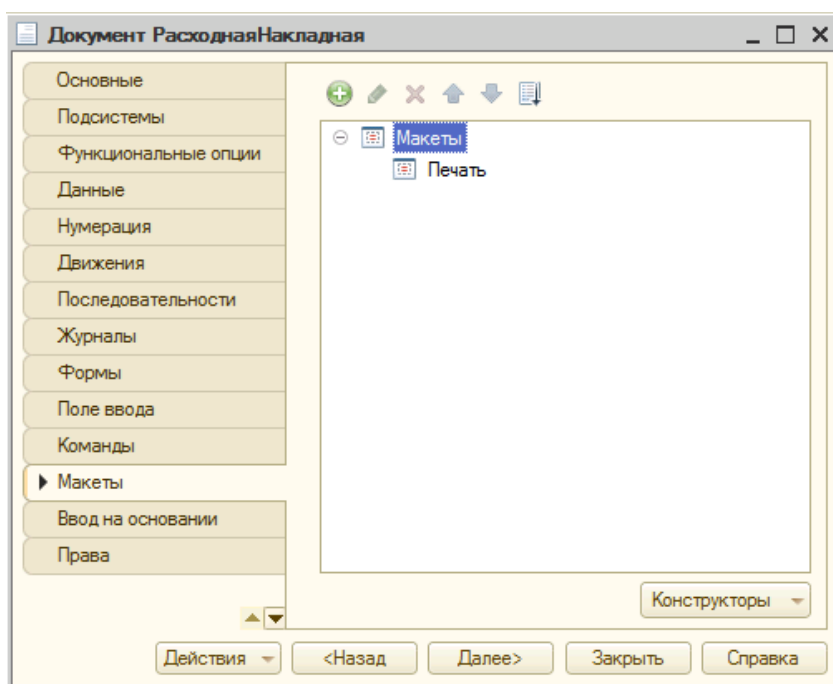 Документ РасходнаяНакладная
Основные
Подсистемы
Функциональные опции
Данные
Нумерация
Движения
Последовательности
Журналы
Формы
Поле ввода
Команды
Макеты
Ввод на основании
Права
Макеты
Печать
Конструкторы
Действия
<Назад
Далее>
Закрыть
Справка